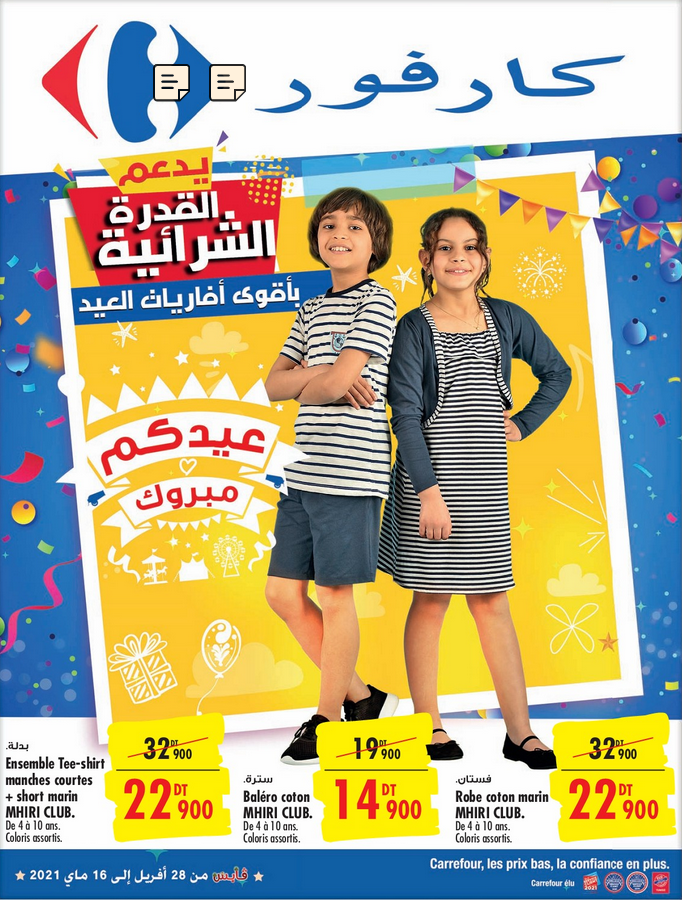 كارفور
يدعم
القدرة
الشرائية
بأقوى أفاريات العيد
عيدكم
مبروك
بدلة.
Ensemble Tee-shirt
manches courtes
+ short marin
MHIRI CLUB.
De 4 à 10 ans.
Coloris assortis.
32 DT 900
22 DT 900
سترة.
Baléro coton
MHIRI CLUB.
De 4 à 10 ans.
Coloris assortis.
19 DT 900
14 DT 900
فستان.
Robe coton marin
MHIRI CLUB.
De 4 à 10 ans.
Coloris assortis.
32 DT 900
22 DT 900
قابس من 28 أفريل إلى 16 ماي 2021
Carrefour, les prix bas, la confiance en plus.
Carrefour élu